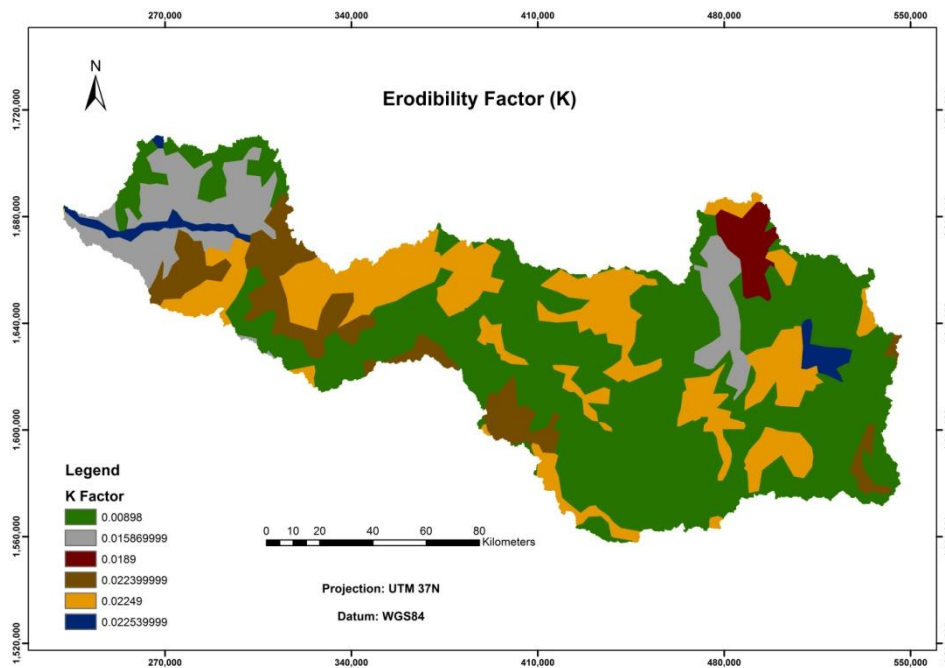 270,000 340,000 410,000 480,000 550,000
N
Erodibility Factor (K)
1,720,000
1,680,000
1,640,000
1,600,000
1,560,000
1,520,000
Legend
K Factor
0.00898
0.015869999
0.0189
0.022399999
0.02249
0.022539999
0 10 20 40 60 80
Kilometers
Projection: UTM 37N
Datum: WGS84
270,000 340,000 410,000 480,000 550,000